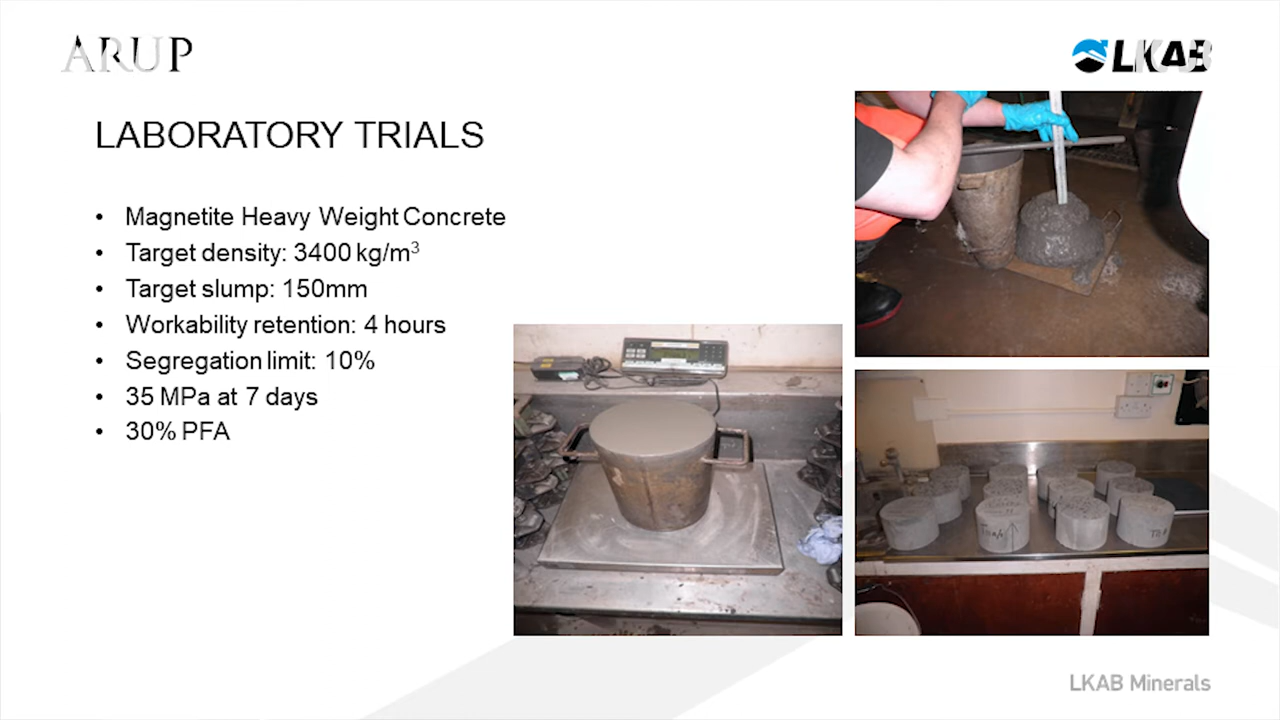 ARUP
LKAB
LABORATORY TRIALS
• Magnetite Heavy Weight Concrete
• Target density: 3400 kg/m³
• Target slump: 150mm
• Workability retention: 4 hours
• Segregation limit: 10%
• 35 MPa at 7 days
• 30% PFA
LKAB Minerals